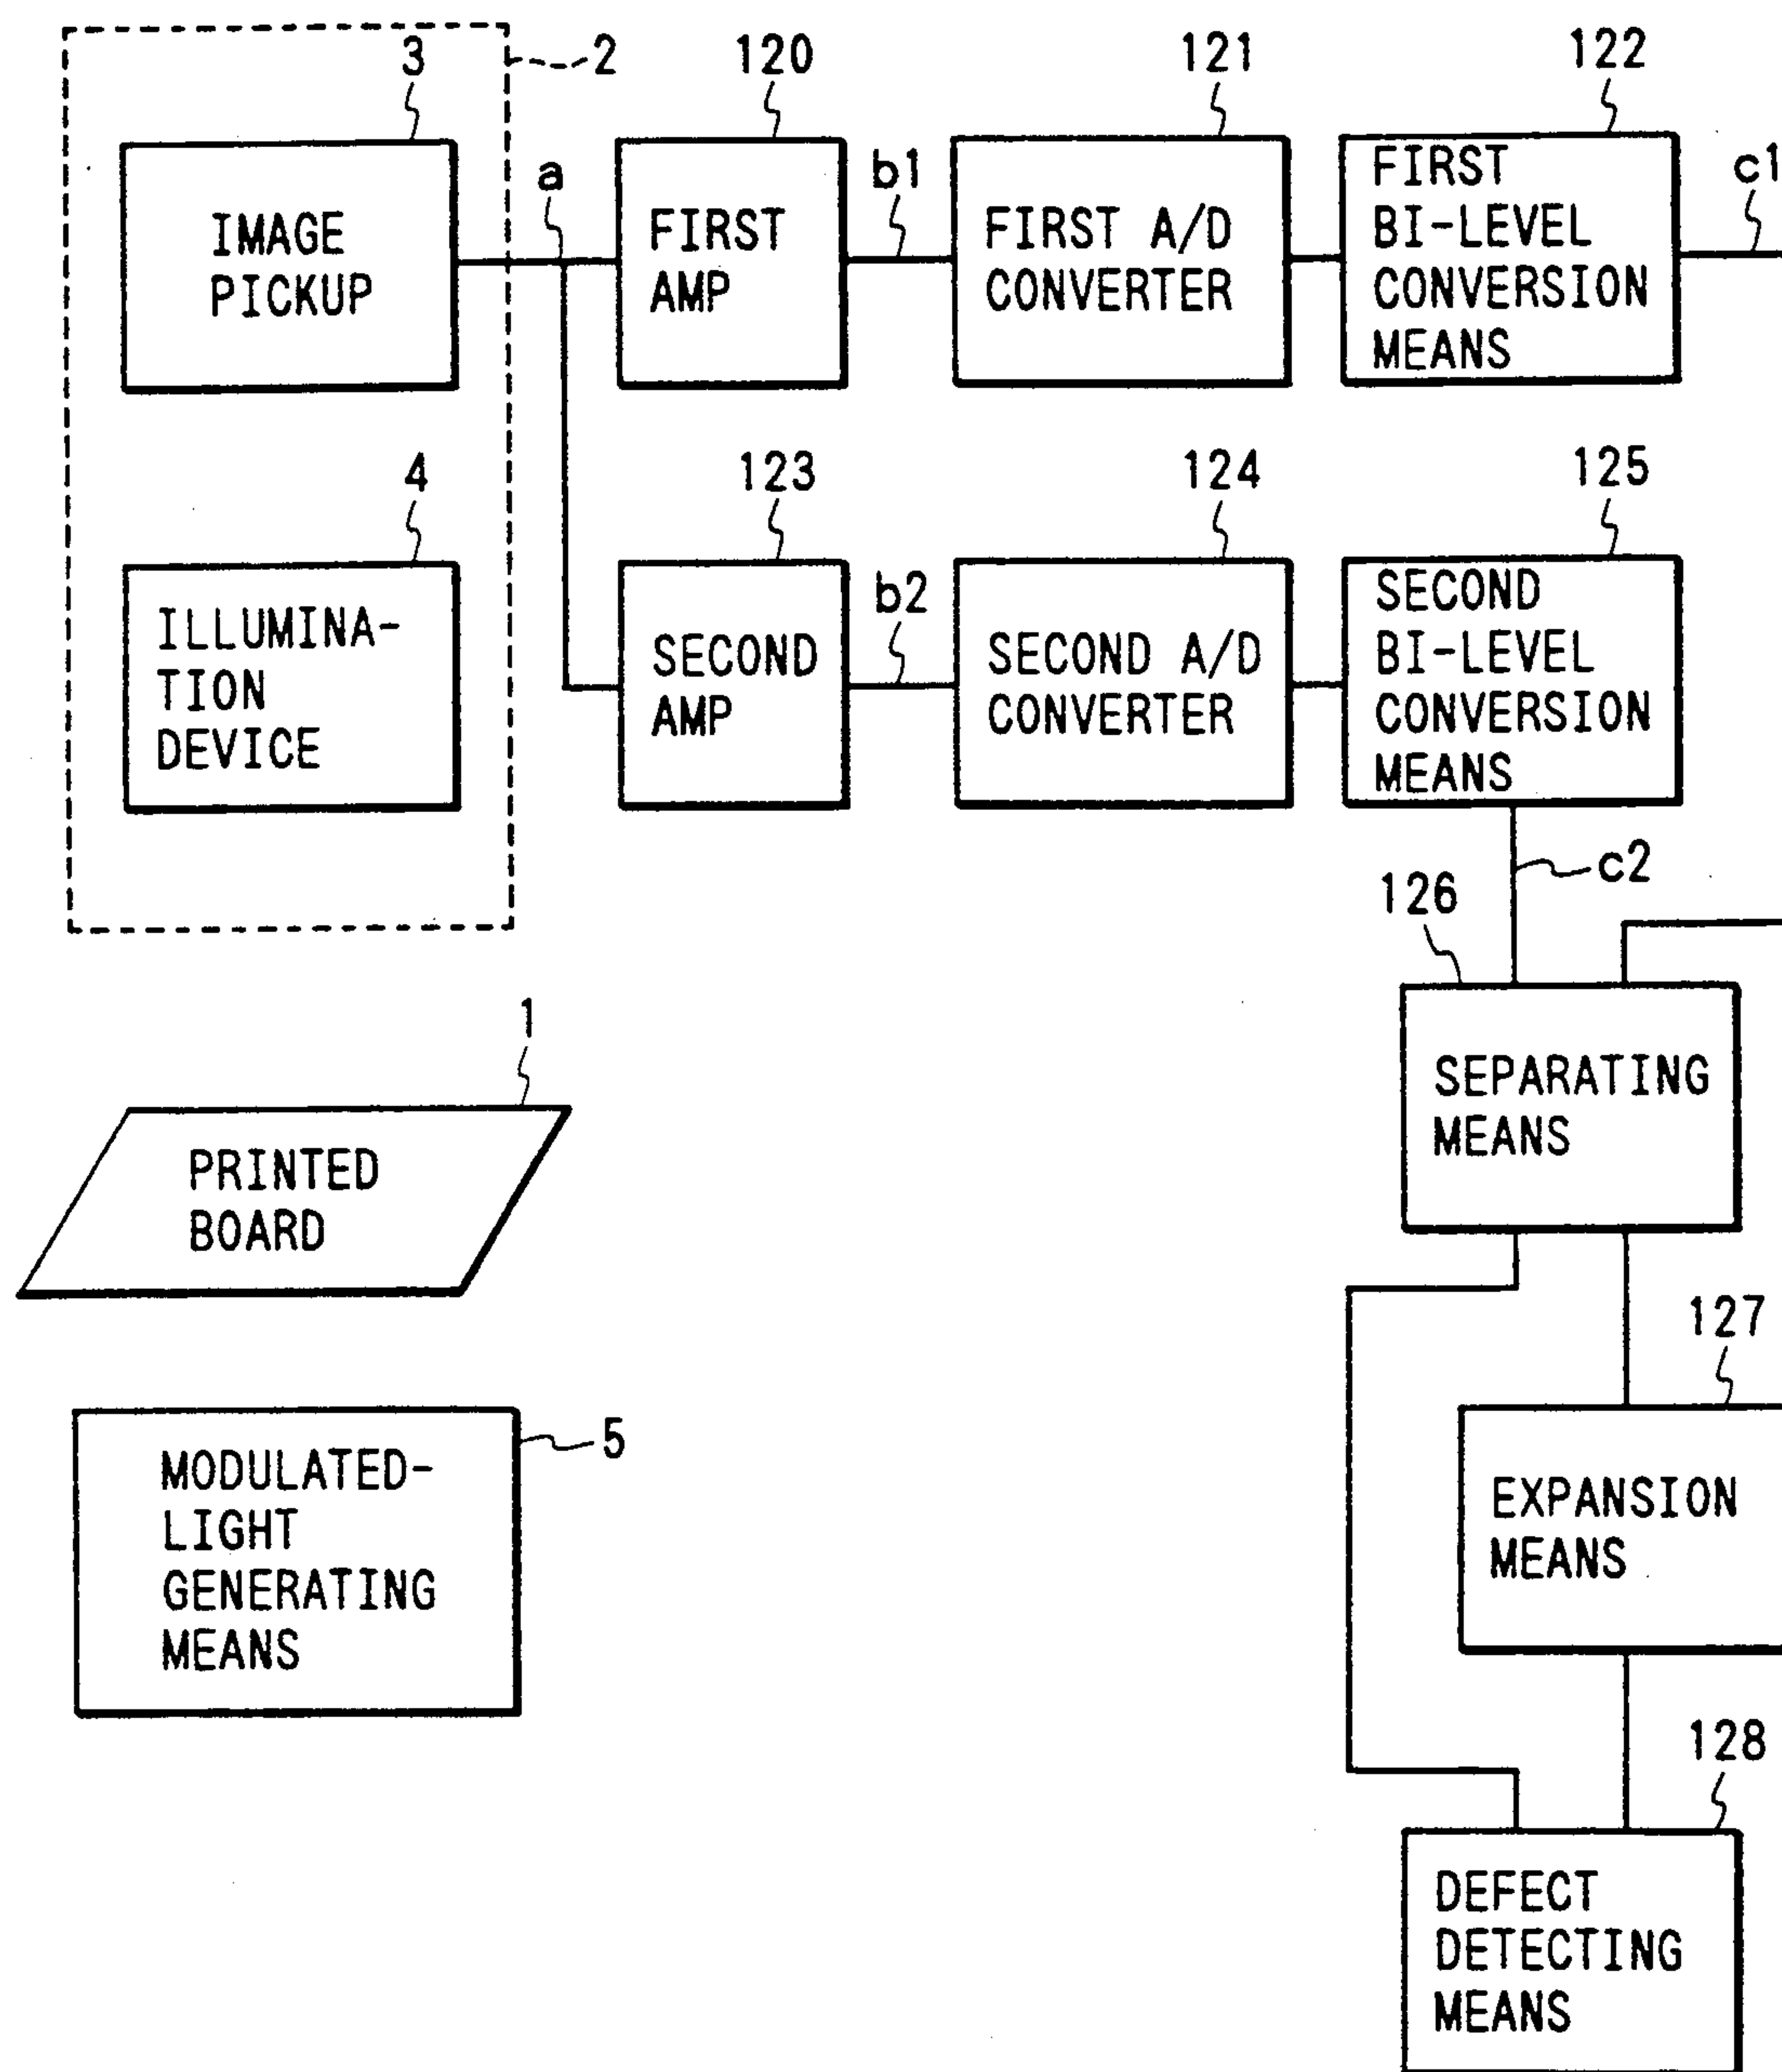 3
2
120
121
122
IMAGE
PICKUP
a
FIRST
AMP
b1
FIRST A/D
CONVERTER
FIRST
BI-LEVEL
CONVERSION
MEANS
c1
4
123
124
125
ILLUMINA-
TION
DEVICE
SECOND
AMP
b2
SECOND A/D
CONVERTER
SECOND
BI-LEVEL
CONVERSION
MEANS
c2
126
SEPARATING
MEANS
1
PRINTED
BOARD
127
EXPANSION
MEANS
5
MODULATED-
LIGHT
GENERATING
MEANS
128
DEFECT
DETECTING
MEANS